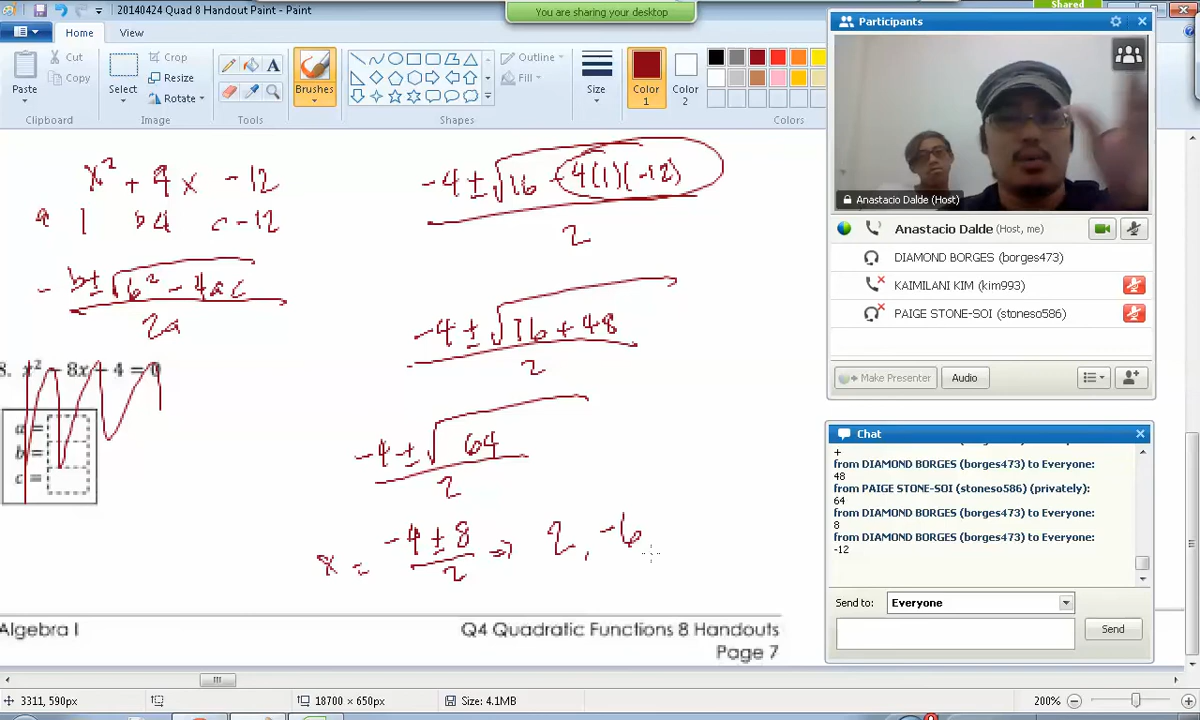 20140424 Quad 8 Handout Paint - Paint
You are sharing your desktop
Shared
Home
View
Paste
Cut
Copy
Clipboard
Select
Crop
Resize
Rotate
Image
Tools
Brushes
Shapes
Outline
Fill
Size
Color
1
Color
2
Colors
x² + 4x - 12
a 1 b 4 c -12
- b ± √b² - 4ac
2a
8. x² - 8x + 4 = 0
a =
b =
c =
-4 ± √16 - 4(1)(-12)
2
-4 ± √16 + 48
2
-4 ± √64
2
x = -4 ± 8 → 2, -6
2
Algebra I
Q4 Quadratic Functions 8 Handouts
Page 7
Participants
Anastacio Dalde (Host)
Anastacio Dalde (Host, me)
DIAMOND BORGES (borges473)
KAIMILANI KIM (kim993)
PAIGE STONE-SOI (stoneso586)
Make Presenter
Audio
Chat
+
from DIAMOND BORGES (borges473) to Everyone:
48
from PAIGE STONE-SOI (stoneso586) (privately):
64
from DIAMOND BORGES (borges473) to Everyone:
8
from DIAMOND BORGES (borges473) to Everyone:
-12
Send to:
Everyone
Send
3311, 590px
18700 × 650px
Size: 4.1MB
200%